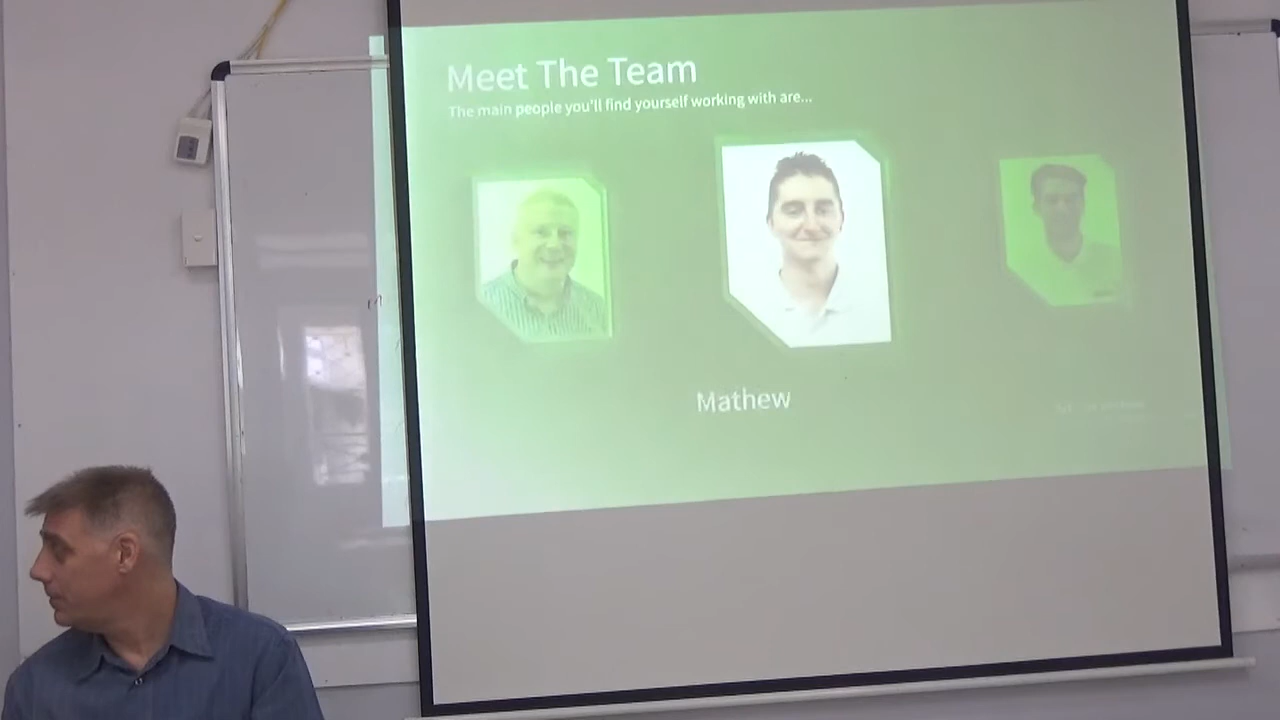 Meet The Team
The main people you'll find yourself working with are...
Mathew